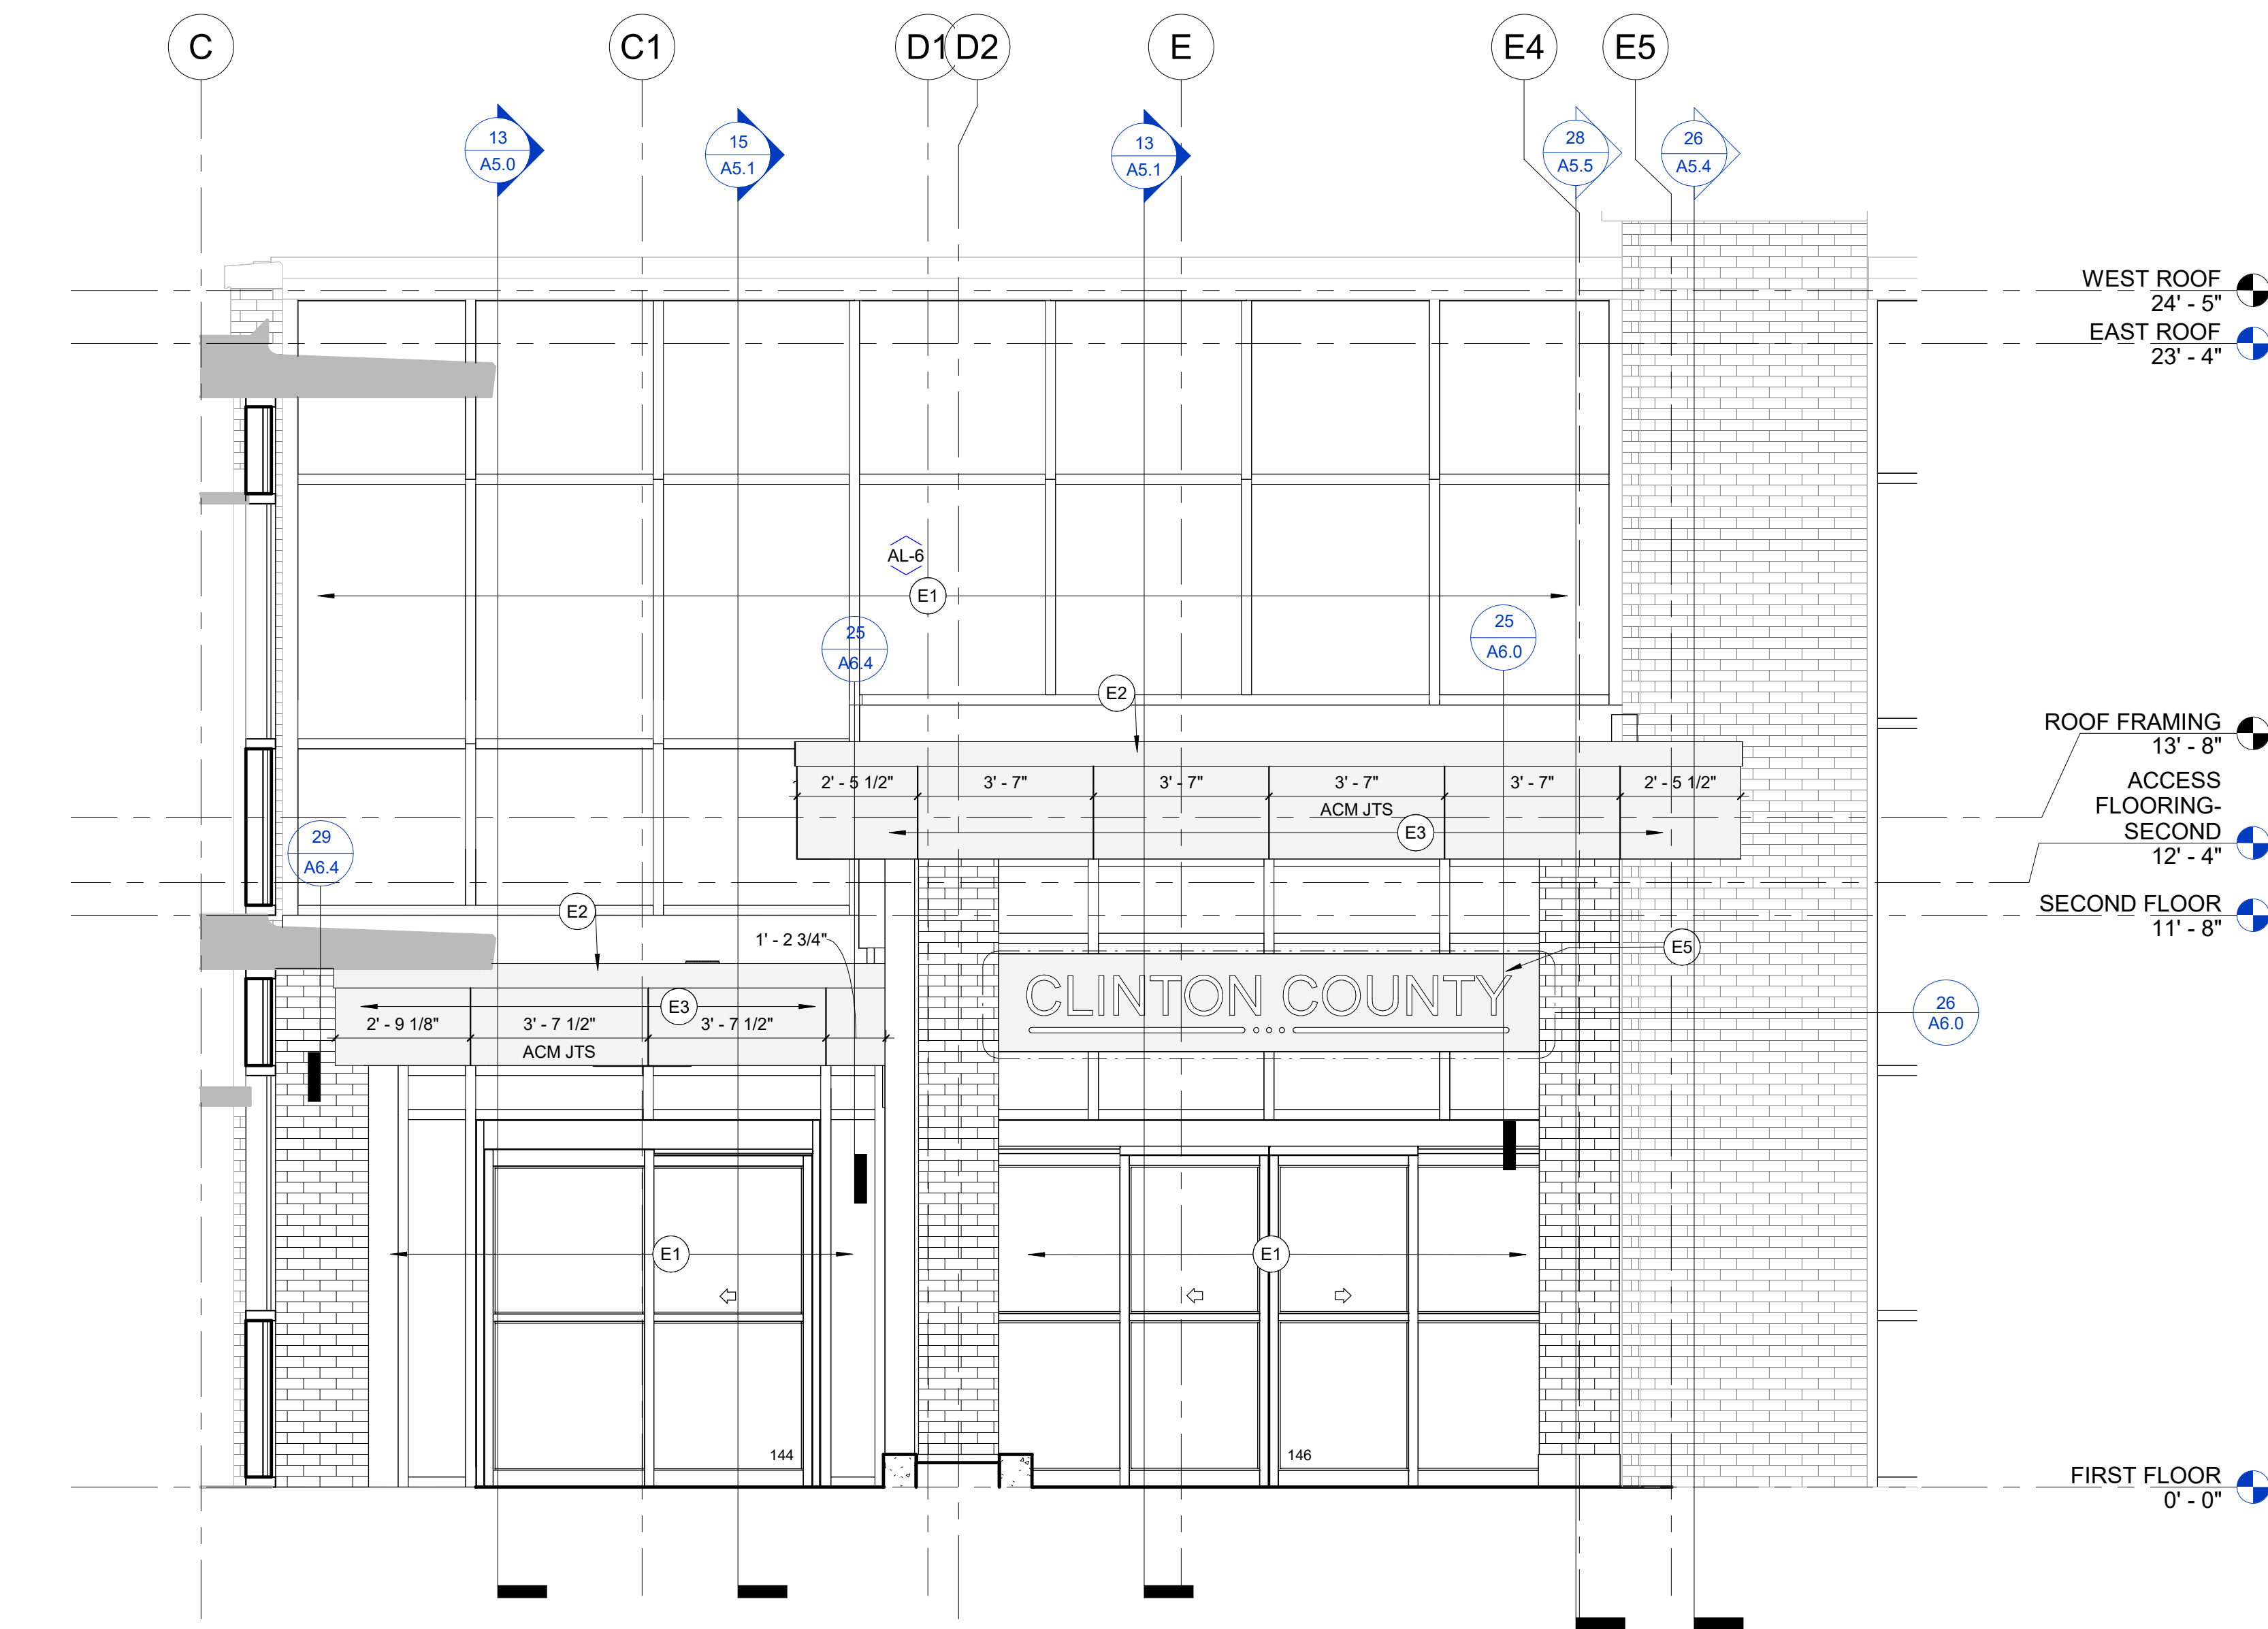 C
C1
D1
D2
E
E4
E5
13
A5.0
15
A5.1
13
A5.1
28
A5.5
26
A5.4
WEST ROOF
24' - 5"
EAST ROOF
23' - 4"
AL-6
E1
25
A6.4
25
A6.0
E2
ROOF FRAMING
13' - 8"
2' - 5 1/2"
3' - 7"
3' - 7"
3' - 7"
3' - 7"
2' - 5 1/2"
ACM JTS
E3
ACCESS
FLOORING-
SECOND
12' - 4"
29
A6.4
E2
SECOND FLOOR
11' - 8"
1' - 2 3/4"
E5
CLINTON COUNTY
E3
2' - 9 1/8"
3' - 7 1/2"
3' - 7 1/2"
ACM JTS
26
A6.0
E1
E1
144
146
FIRST FLOOR
0' - 0"